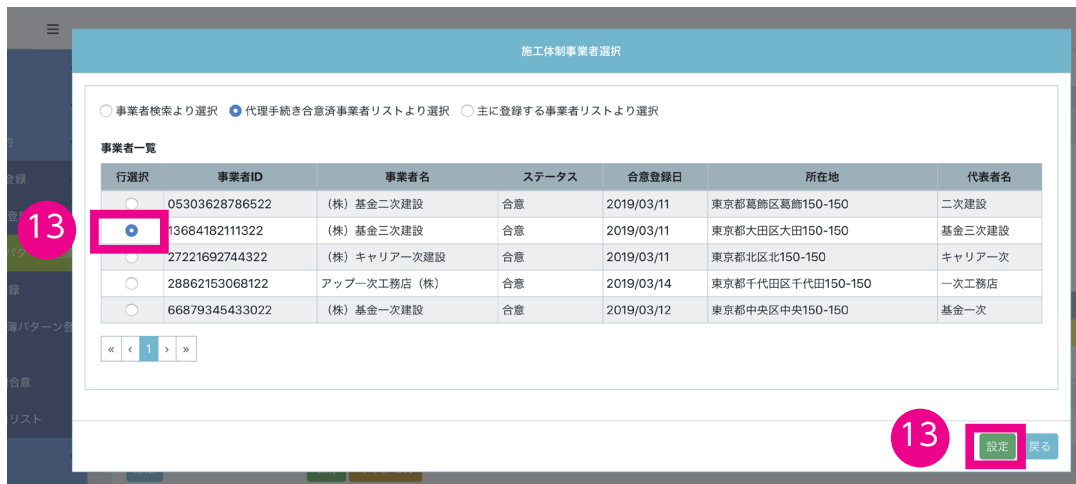 施工体制事業者選択
事業者検索より選択 代理手続き合意済事業者リストより選択 主に登録する事業者リストより選択
事業者一覧
行選択 事業者ID 事業者名 ステータス 合意登録日 所在地 代表者名
05303628786522 （株）基金二次建設 合意 2019/03/11 東京都葛飾区葛飾150-150 二次建設
13684182111322 （株）基金三次建設 合意 2019/03/11 東京都大田区大田150-150 基金三次建設
27221692744322 （株）キャリア一次建設 合意 2019/03/11 東京都北区北150-150 キャリア一次
28862153068122 アップ一次工務店（株） 合意 2019/03/14 東京都千代田区千代田150-150 一次工務店
66879345433022 （株）基金一次建設 合意 2019/03/12 東京都中央区中央150-150 基金一次
« ‹ 1 › »
13
13
設定 戻る
登録
録
簿パターン登
合意
リスト